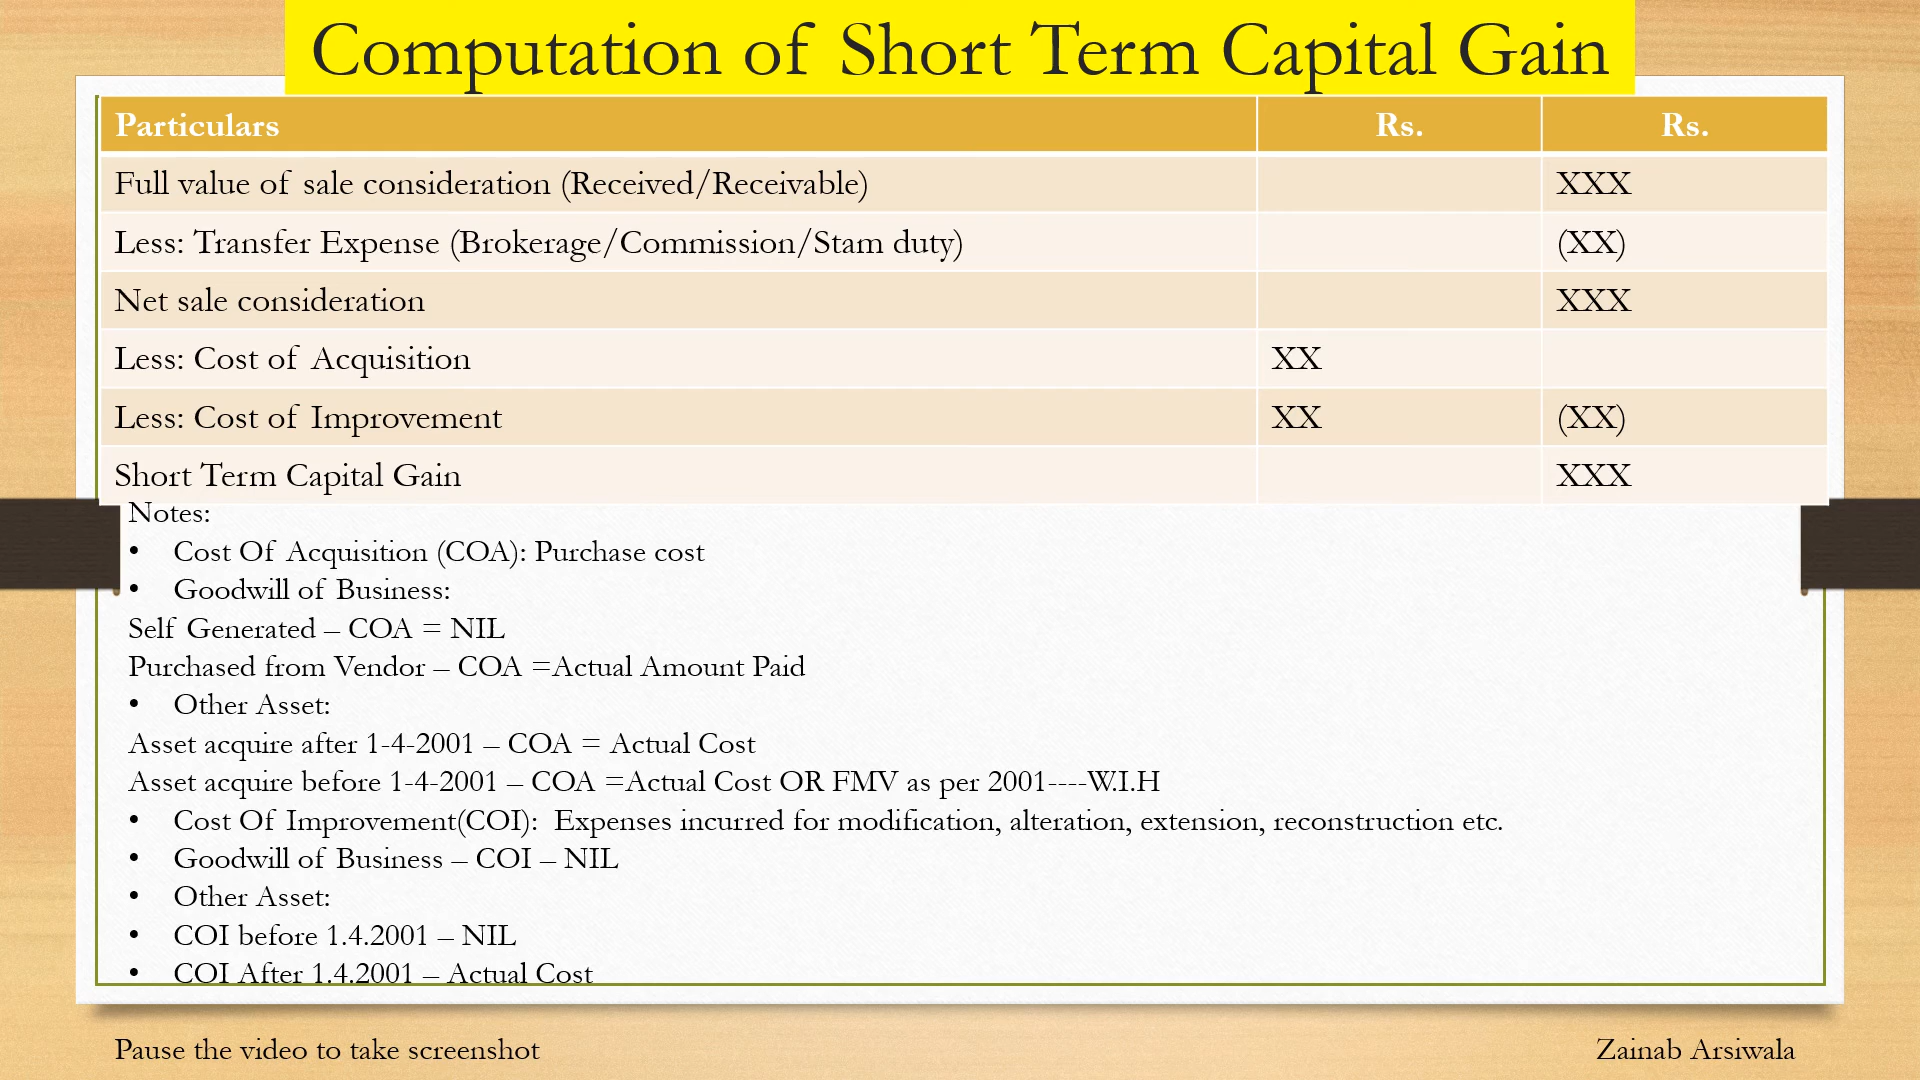 Computation of Short Term Capital Gain
Particulars Rs. Rs.
Full value of sale consideration (Received/Receivable) XXX
Less: Transfer Expense (Brokerage/Commission/Stam duty) (XX)
Net sale consideration XXX
Less: Cost of Acquisition XX
Less: Cost of Improvement XX (XX)
Short Term Capital Gain XXX
Notes:
• Cost Of Acquisition (COA): Purchase cost
• Goodwill of Business:
Self Generated – COA = NIL
Purchased from Vendor – COA =Actual Amount Paid
• Other Asset:
Asset acquire after 1-4-2001 – COA = Actual Cost
Asset acquire before 1-4-2001 – COA =Actual Cost OR FMV as per 2001----W.I.H
• Cost Of Improvement(COI): Expenses incurred for modification, alteration, extension, reconstruction etc.
• Goodwill of Business – COI – NIL
• Other Asset:
• COI before 1.4.2001 – NIL
• COI After 1.4.2001 – Actual Cost
Pause the video to take screenshot
Zainab Arsiwala